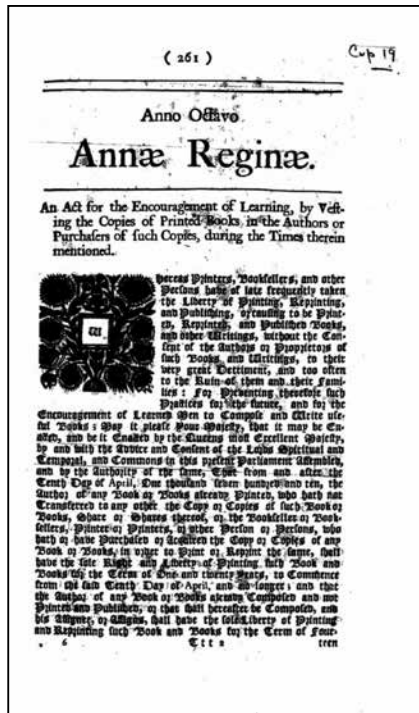 ( 261 )
Cap 19
Anno Octavo
Annæ Reginæ.
An Act for the Encouragement of Learning, by Veſt-
ing the Copies of Printed Books in the Authors or
Purchaſers of ſuch Copies, during the Times therein
mentioned.
Whereas Printers, Bookſellers, and other
Perſons have of late frequently taken
the Liberty of Printing, Reprinting,
and Publiſhing, or cauſing to be Print-
ed, Reprinted, and Publiſhed Books,
and other Writings, without the Con-
ſent of the Authors or Proprietors of
ſuch Books and Writings, to their
very great Detriment, and too often
to the Ruin of them and their Fami-
lies : For Preventing therefore ſuch
Practices for the future, and for the
Encouragement of Learned Men to Compoſe and Write uſe-
ful Books ; May it pleaſe Your Majeſty, that it may be En-
acted, and be it Enacted by the Queens moſt Excellent Majeſty,
by and with the Advice and Conſent of the Lords Spiritual and
Temporal, and Commons in this preſent Parliament Aſſembled,
and by the Authority of the ſame, That from and after the
Tenth Day of April, One thouſand ſeven hundred and ten, the
Author of any Book or Books already Printed, who hath not
Transferred to any other the Copy or Copies of ſuch Book or
Books, Share or Shares thereof, or the Bookſeller or Book-
ſellers, Printer or Printers, or other Perſon or Perſons, who
hath or have Purchaſed or Acquired the Copy or Copies of any
Book or Books, in order to Print or Reprint the ſame, ſhall
have the ſole Right and Liberty of Printing ſuch Book and
Books for the Term of One and twenty Years, to Commence
from the ſaid Tenth Day of April, and no longer ; and that
the Author of any Book or Books already Compoſed and not
Printed and Publiſhed, or that ſhall hereafter be Compoſed, and
his Aſſignee, or Aſſigns, ſhall have the ſole Liberty of Printing
and Reprinting ſuch Book and Books for the Term of Four-
6 Tttt teen